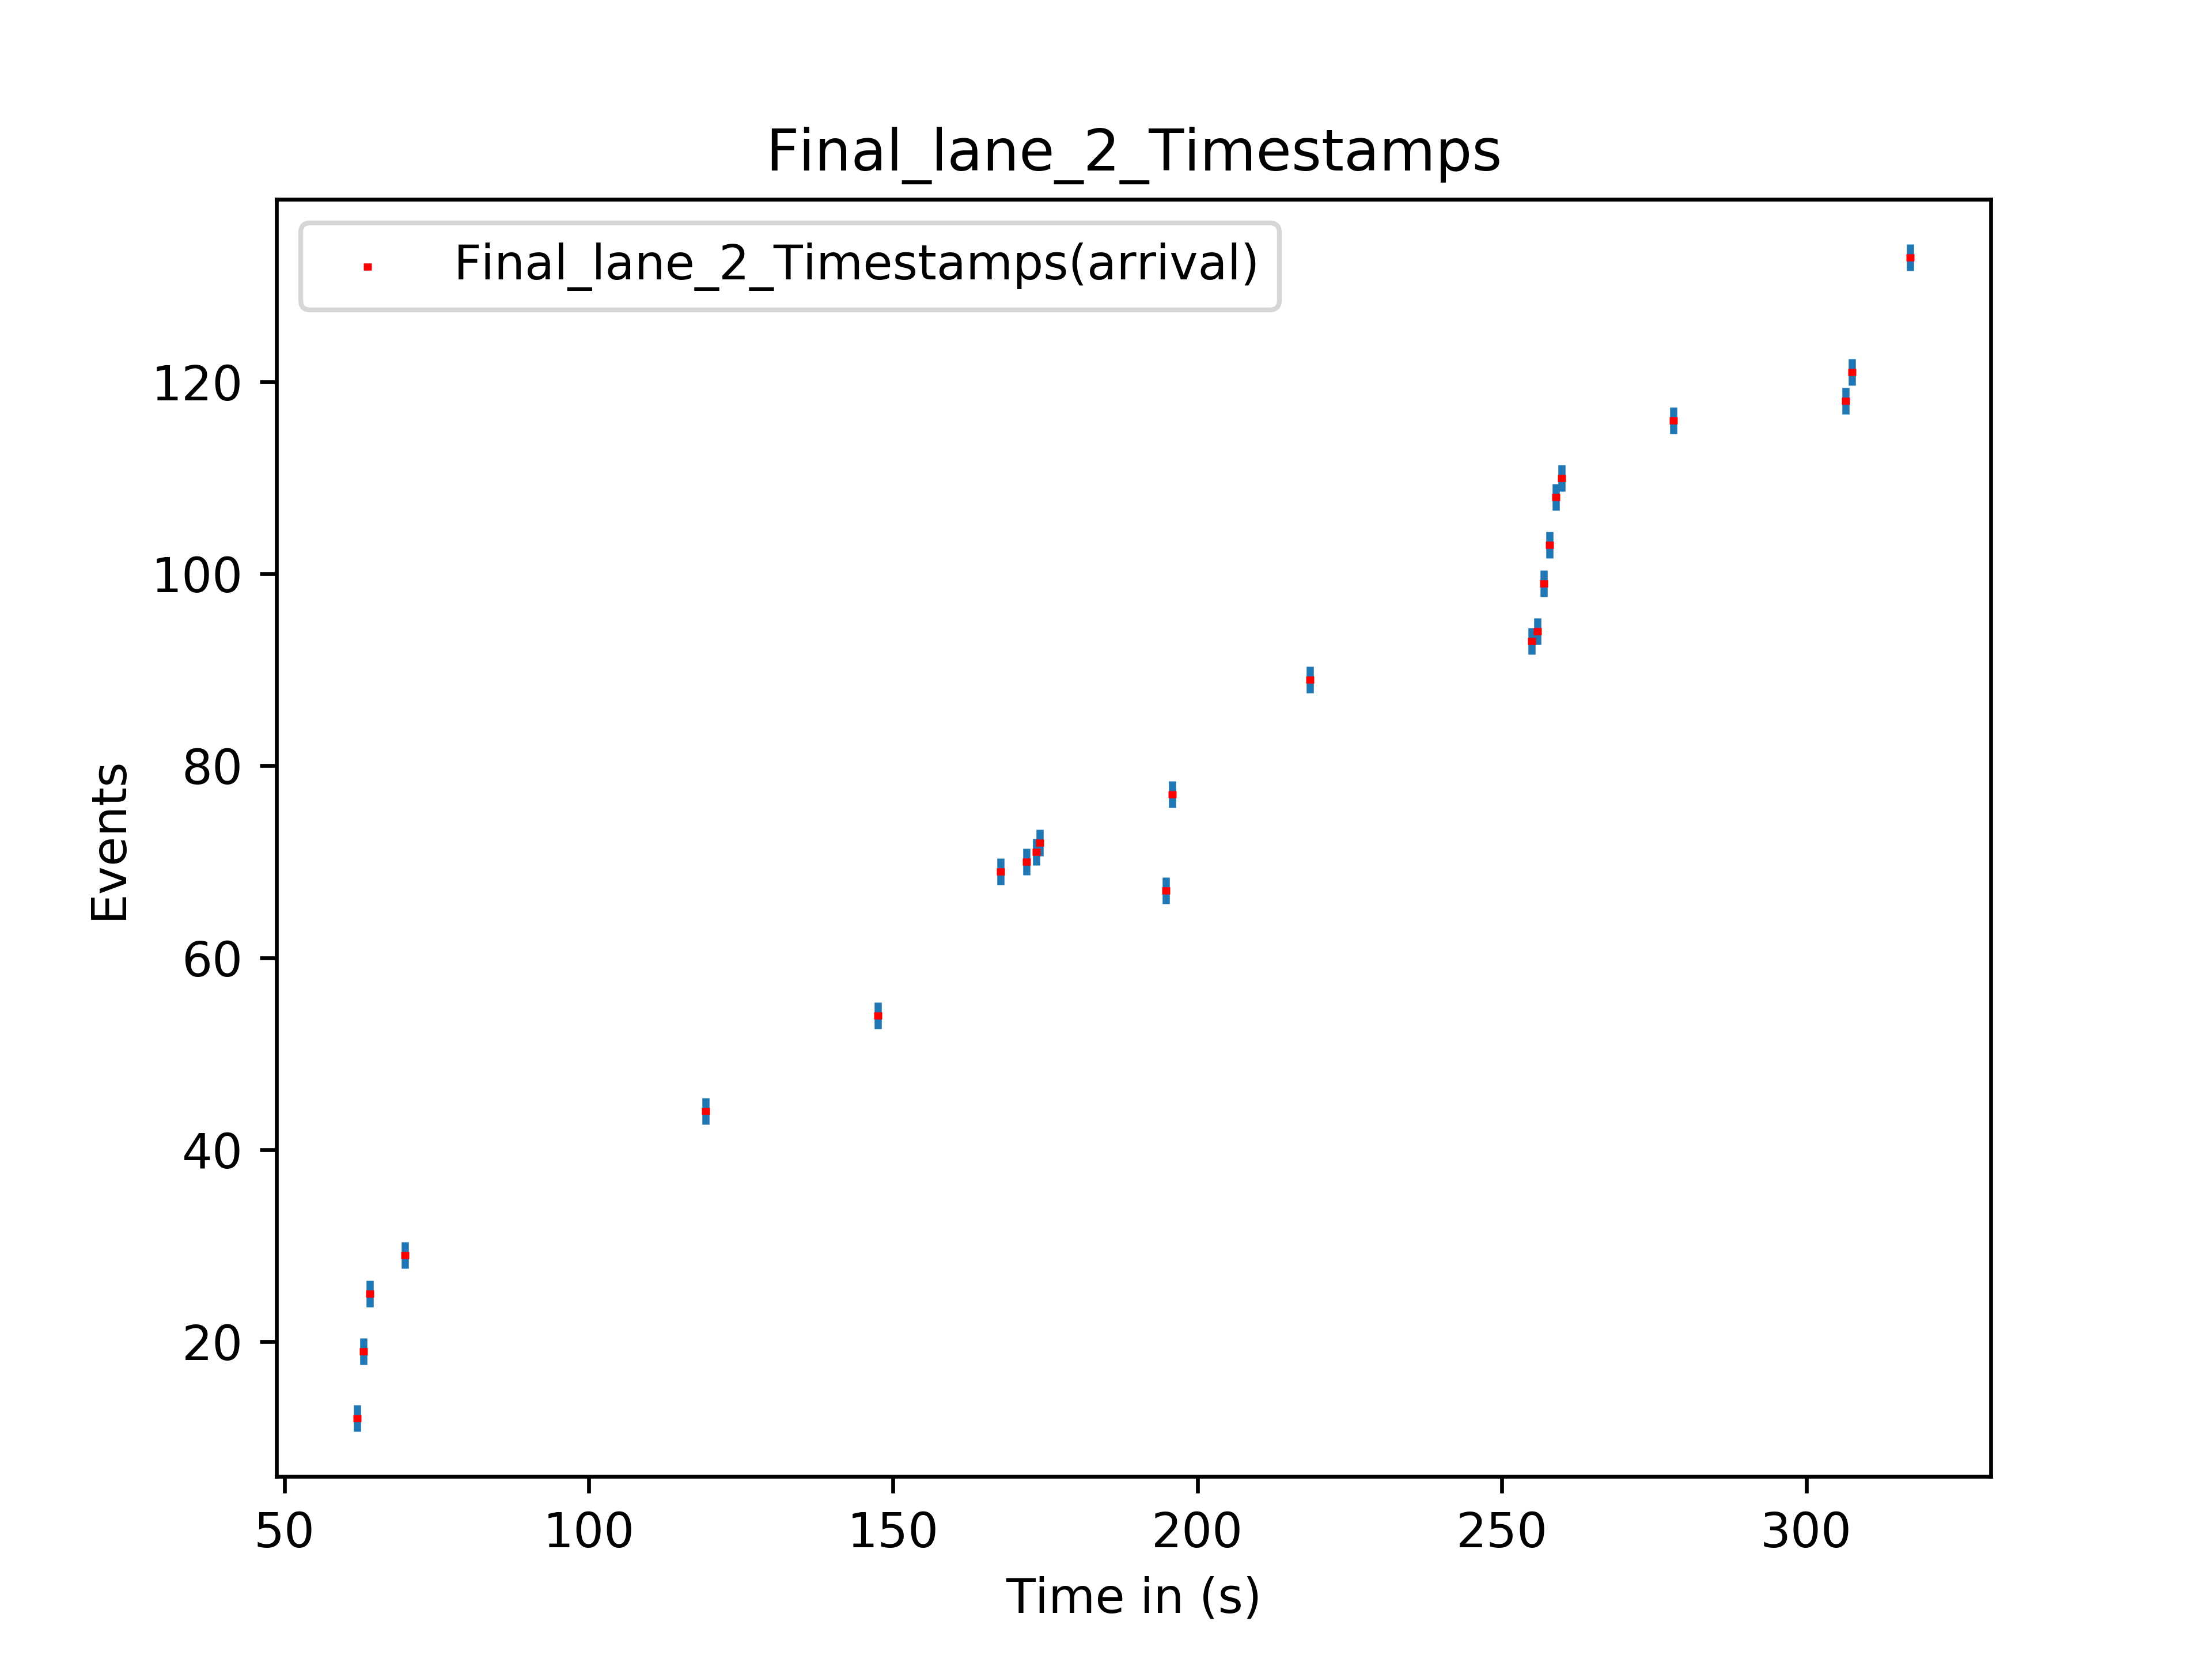 Final_lane_2_Timestamps
Final_lane_2_Timestamps(arrival)
120
100
80
60
40
20
Events
50 100 150 200 250 300
Time in (s)